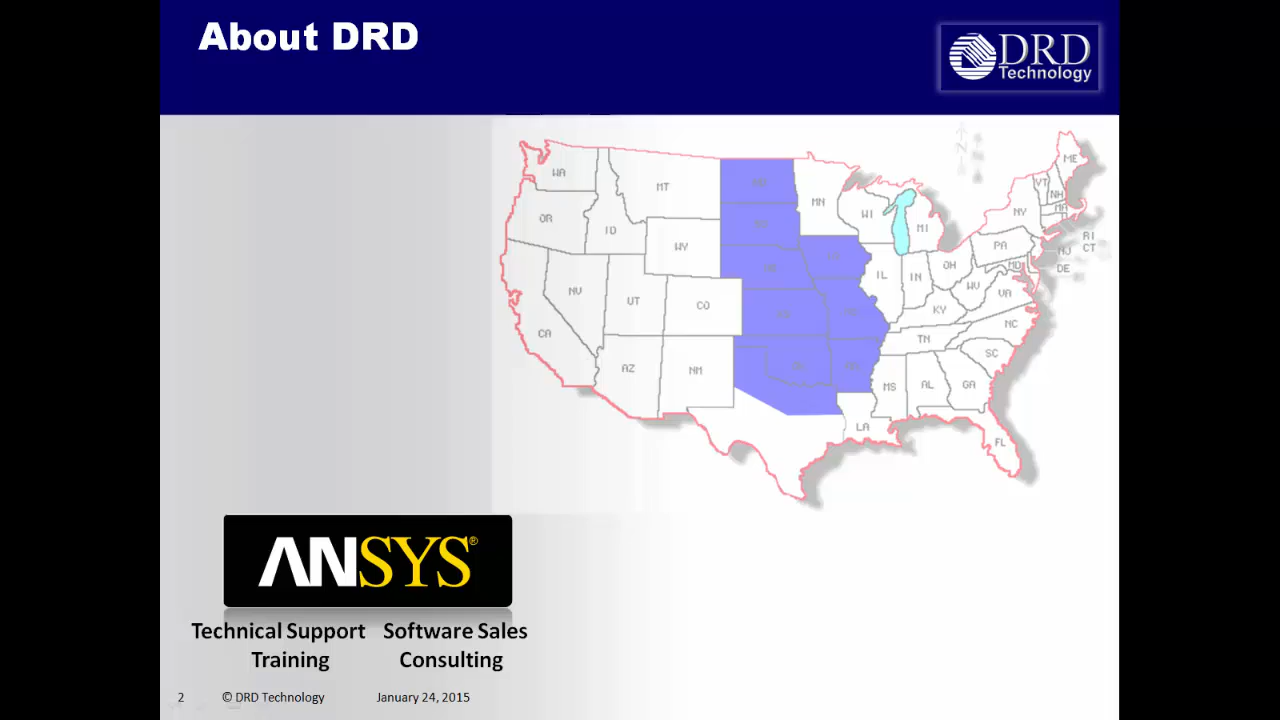 About DRD
DRD
Technology
N
WA
MT
ME
OR
ID
MN
WI
MI
VT
NH
MA
NY
WY
RI
CT
NV
UT
CO
IL
IN
OH
PA
NJ
MD
DE
WV
VA
KY
CA
NC
TN
AZ
NM
SC
MS
AL
GA
LA
FL
ANSYS®
Technical Support Software Sales
Training Consulting
2 © DRD Technology January 24, 2015